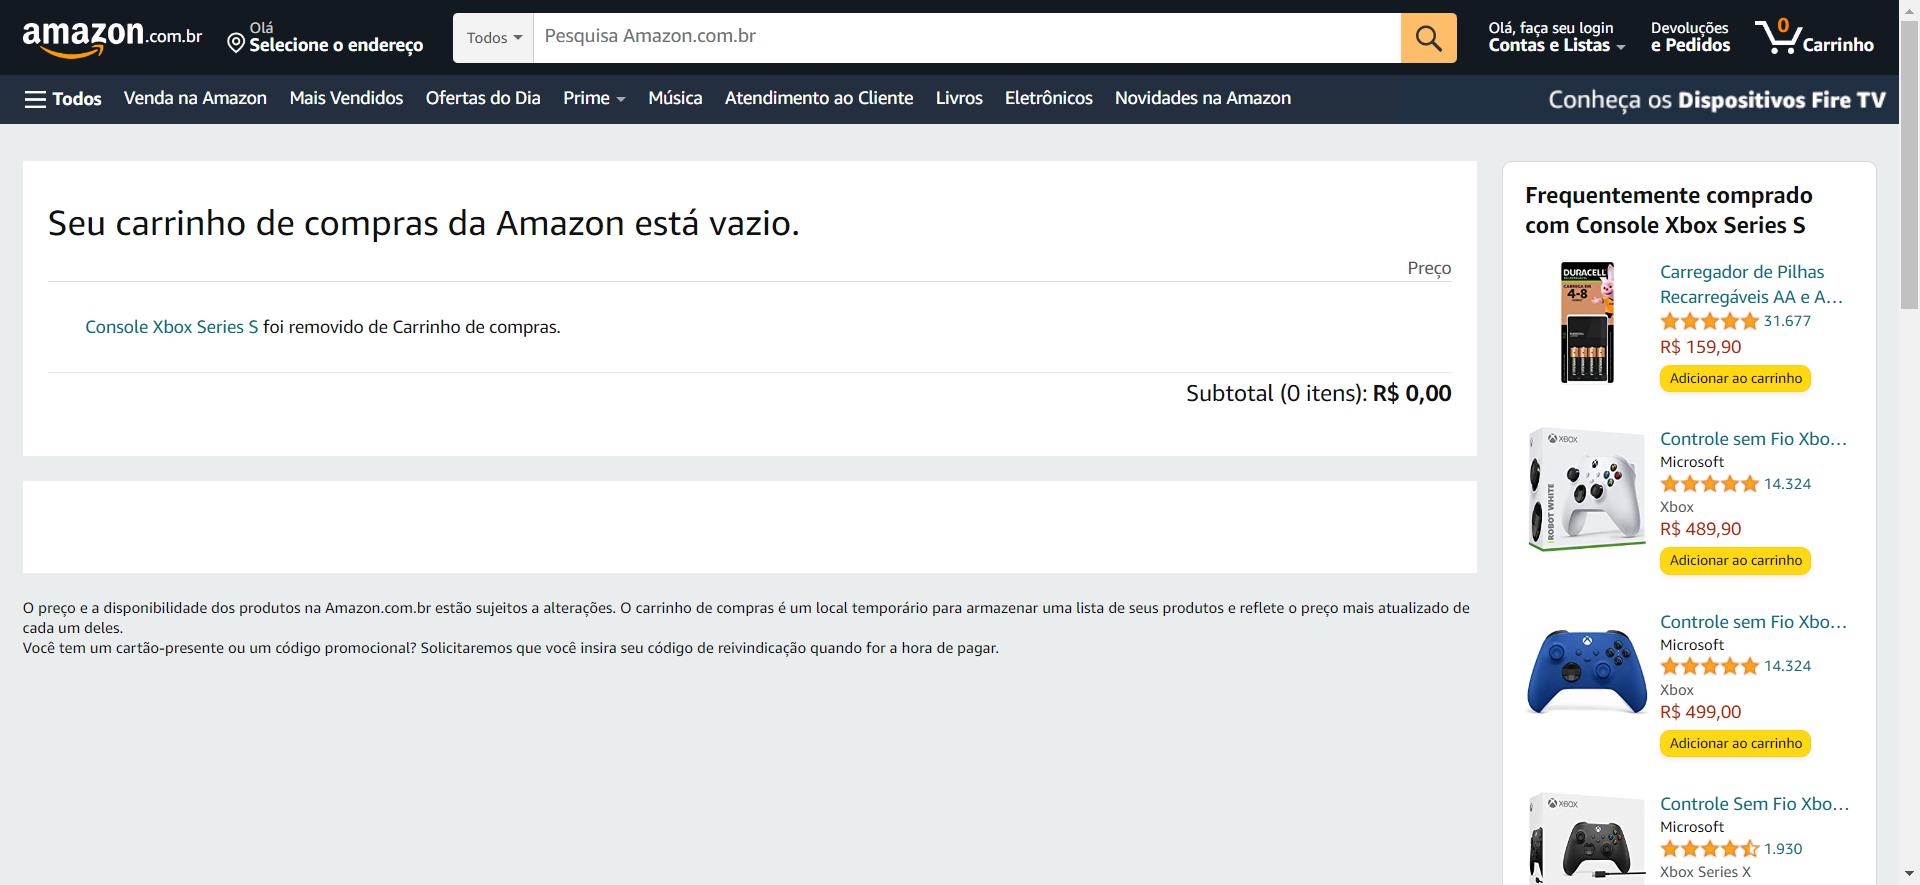 amazon.com.br
Olá
Selecione o endereço
Todos
Pesquisa Amazon.com.br
Olá, faça seu login
Contas e Listas
Devoluções
e Pedidos
0
Carrinho
Todos
Venda na Amazon
Mais Vendidos
Ofertas do Dia
Prime
Música
Atendimento ao Cliente
Livros
Eletrônicos
Novidades na Amazon
Conheça os Dispositivos Fire TV
Seu carrinho de compras da Amazon está vazio.
Preço
Console Xbox Series S foi removido de Carrinho de compras.
Subtotal (0 itens): R$ 0,00
O preço e a disponibilidade dos produtos na Amazon.com.br estão sujeitos a alterações. O carrinho de compras é um local temporário para armazenar uma lista de seus produtos e reflete o preço mais atualizado de
cada um deles.
Você tem um cartão-presente ou um código promocional? Solicitaremos que você insira seu código de reivindicação quando for a hora de pagar.
Frequentemente comprado
com Console Xbox Series S
DURACELL
4-8
Carregador de Pilhas
Recarregáveis AA e A...
31.677
R$ 159,90
Adicionar ao carrinho
XBOX
ROBOT WHITE
Controle sem Fio Xbo...
Microsoft
14.324
Xbox
R$ 489,90
Adicionar ao carrinho
Controle sem Fio Xbo...
Microsoft
14.324
Xbox
R$ 499,00
Adicionar ao carrinho
XBOX
Controle Sem Fio Xbo...
Microsoft
1.930
Xbox Series X